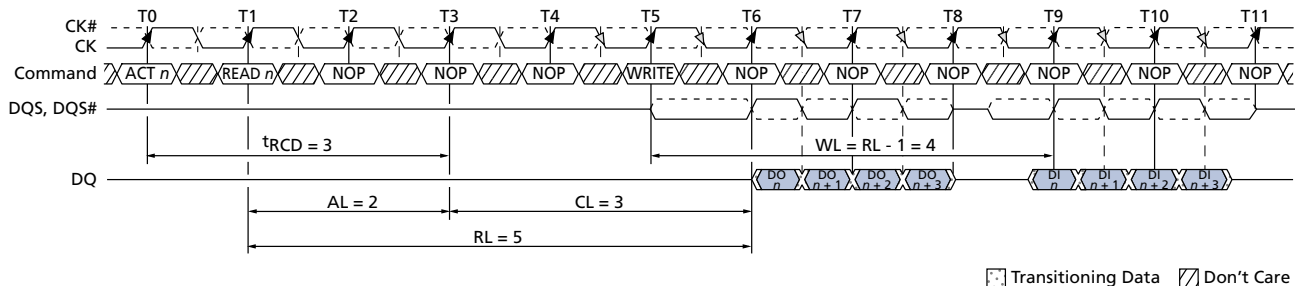 T0 T1 T2 T3 T4 T5 T6 T7 T8 T9 T10 T11
CK#
CK
Command ACT n READ n NOP NOP NOP WRITE NOP NOP NOP NOP NOP NOP
DQS, DQS#
tRCD = 3 WL = RL - 1 = 4
DQ DO n DO n + 1 DO n + 2 DO n + 3 DI n DI n + 1 DI n + 2 DI n + 3
AL = 2 CL = 3
RL = 5
Transitioning Data Don't Care